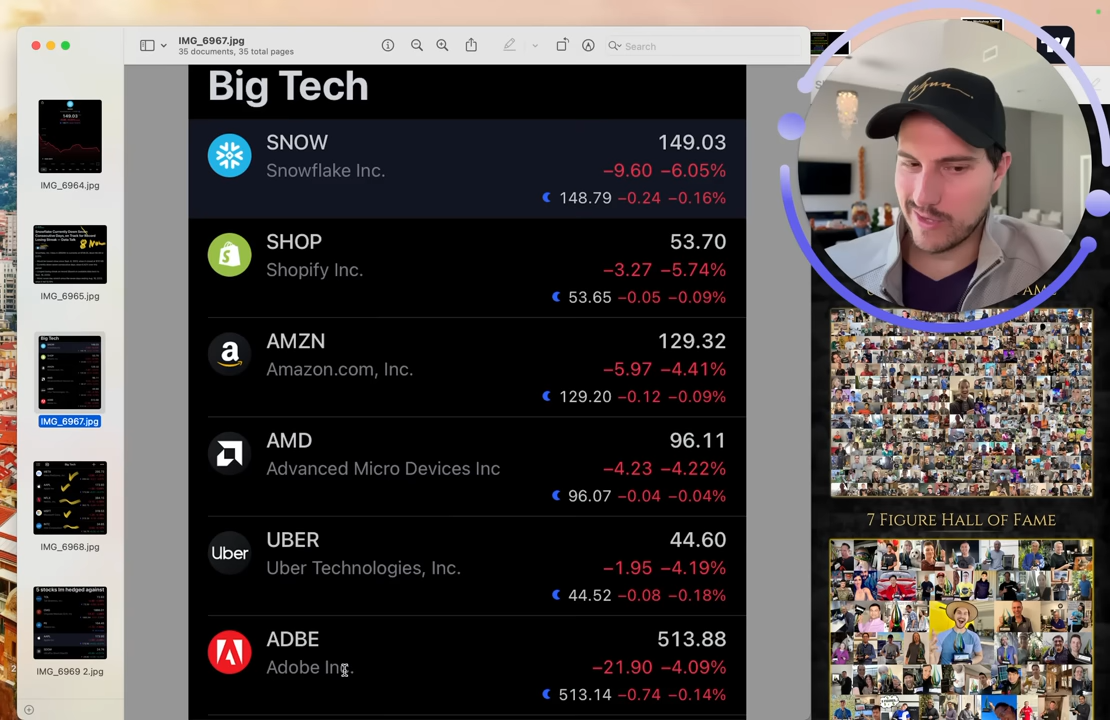 IMG_6967.jpg
35 documents, 35 total pages
Search
IMG_6964.jpg
IMG_6965.jpg
IMG_6967.jpg
IMG_6968.jpg
5 stocks Im hedged against
IMG_6969 2.jpg
Big Tech
SNOW 149.03
Snowflake Inc. −9.60 −6.05%
148.79 −0.24 −0.16%
SHOP 53.70
Shopify Inc. −3.27 −5.74%
53.65 −0.05 −0.09%
AMZN 129.32
Amazon.com, Inc. −5.97 −4.41%
129.20 −0.12 −0.09%
AMD 96.11
Advanced Micro Devices Inc −4.23 −4.22%
96.07 −0.04 −0.04%
UBER 44.60
Uber
Uber Technologies, Inc. −1.95 −4.19%
44.52 −0.08 −0.18%
ADBE 513.88
Adobe Inc. −21.90 −4.09%
513.14 −0.74 −0.14%
7 Figure Hall of Fame